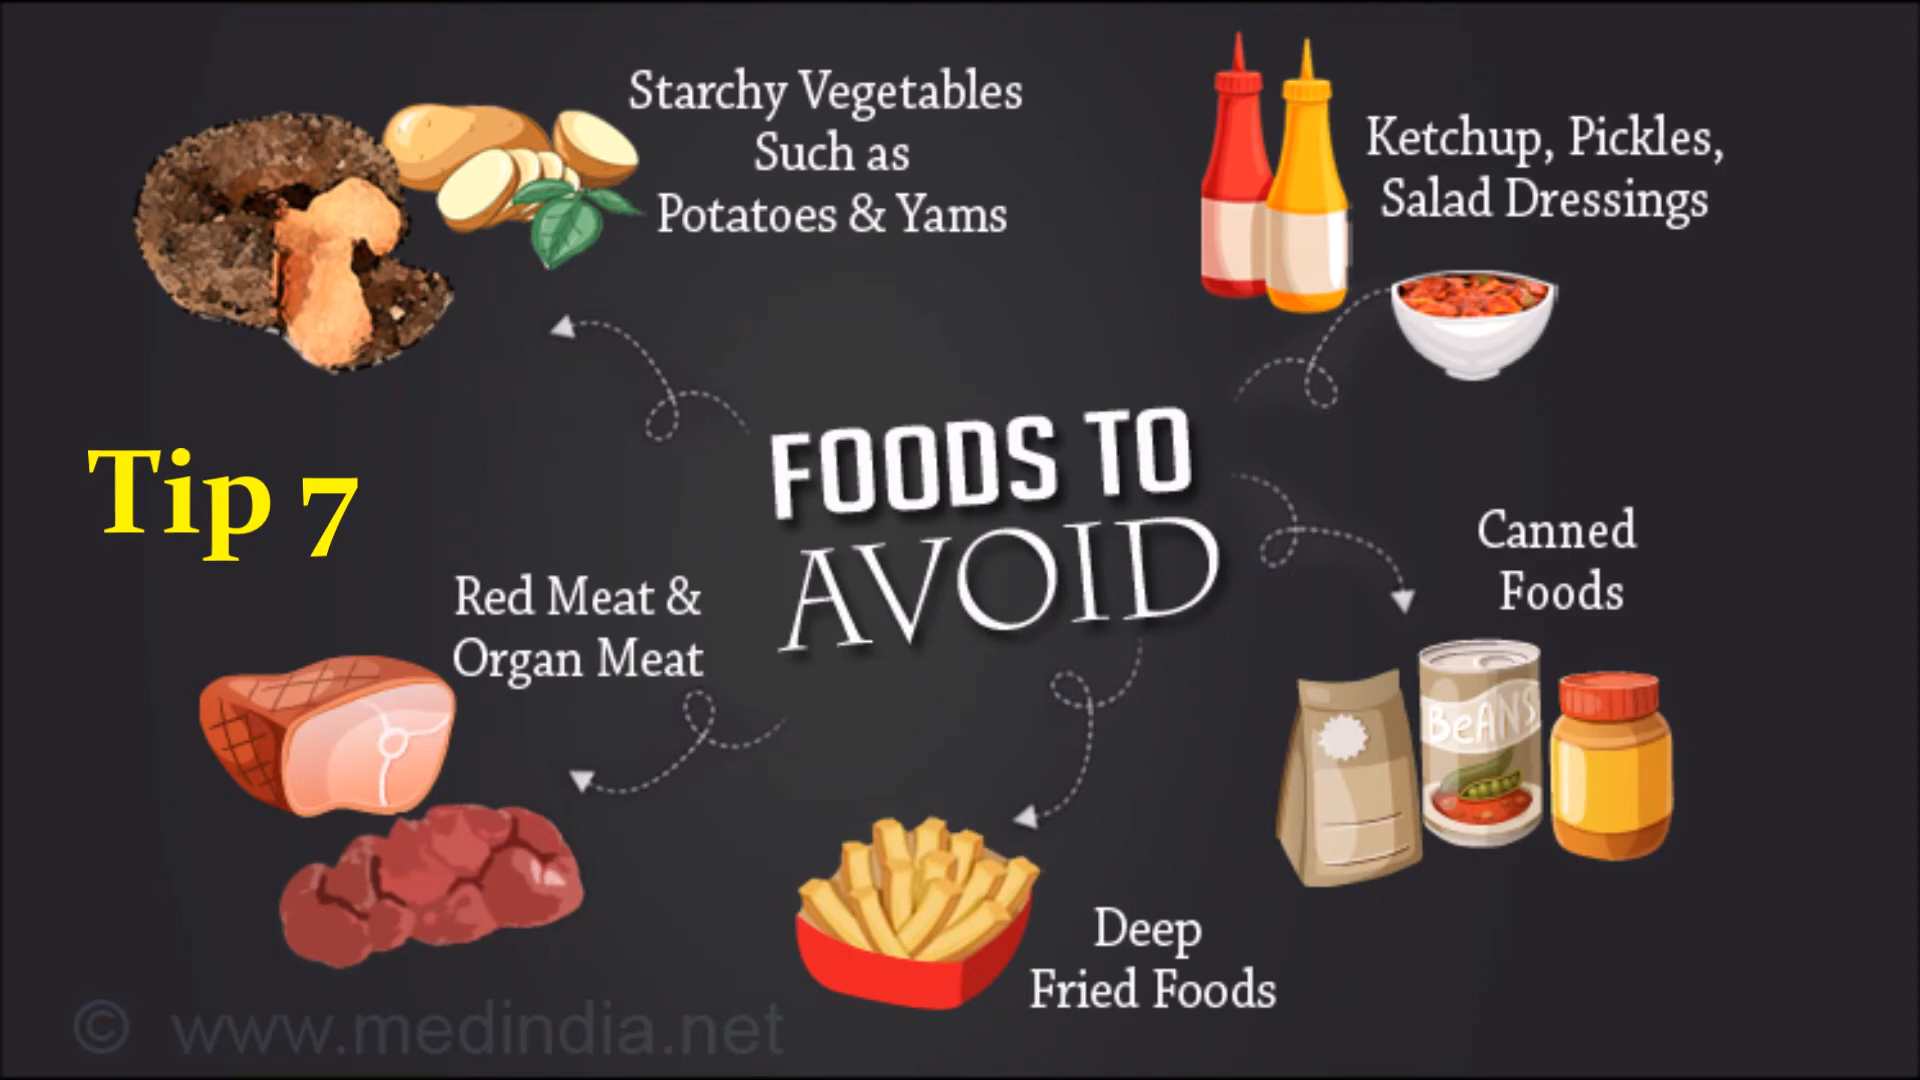 Starchy Vegetables
Such as
Potatoes & Yams
Ketchup, Pickles,
Salad Dressings
Tip 7
FOODS TO
AVOID
Canned
Foods
BeANS
Red Meat &
Organ Meat
Deep
Fried Foods
© www.medindia.net